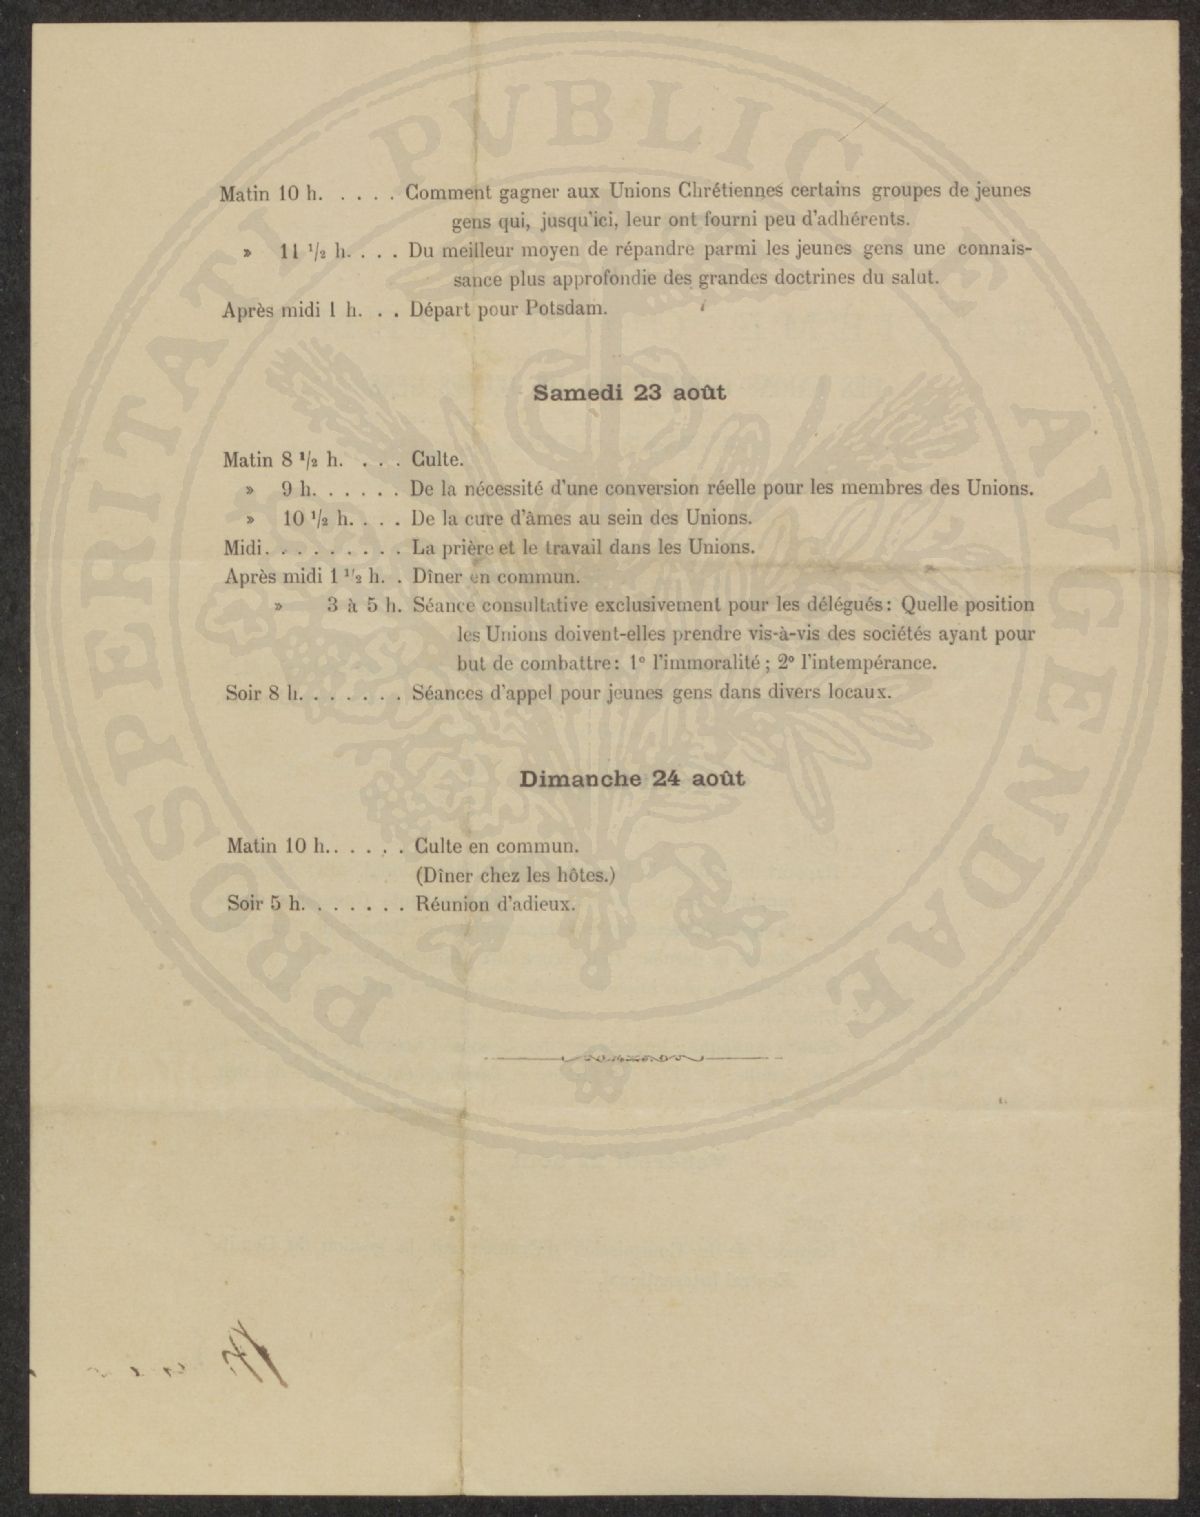 Matin 10 h. . . . . Comment gagner aux Unions Chrétiennes certains groupes de jeunes
gens qui, jusqu'ici, leur ont fourni peu d'adhérents.
» 11 1/2 h. . . . Du meilleur moyen de répandre parmi les jeunes gens une connais-
sance plus approfondie des grandes doctrines du salut.
Après midi 1 h. . . Départ pour Potsdam.
Samedi 23 août
Matin 8 1/2 h. . . . Culte.
» 9 h. . . . . . De la nécessité d'une conversion réelle pour les membres des Unions.
» 10 1/2 h. . . . De la cure d'âmes au sein des Unions.
Midi. . . . . . . . . La prière et le travail dans les Unions.
Après midi 1 1/2 h. . Dîner en commun.
» 3 à 5 h. Séance consultative exclusivement pour les délégués: Quelle position
les Unions doivent-elles prendre vis-à-vis des sociétés ayant pour
but de combattre: 1° l'immoralité; 2° l'intempérance.
Soir 8 h. . . . . . . Séances d'appel pour jeunes gens dans divers locaux.
Dimanche 24 août
Matin 10 h.. . . . . Culte en commun.
(Dîner chez les hôtes.)
Soir 5 h. . . . . . . Réunion d'adieux.
PROSPERITATI PVBLICE AVGENDAE